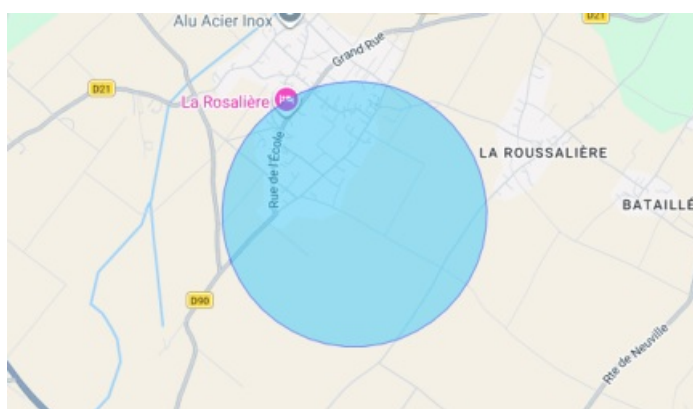 Alu Acier Inox
D21
Grand Rue
D21
La Rosalière
Rue de l'École
LA ROUSSALIÈRE
BATAILLÉ
D90
Rte de Neuville